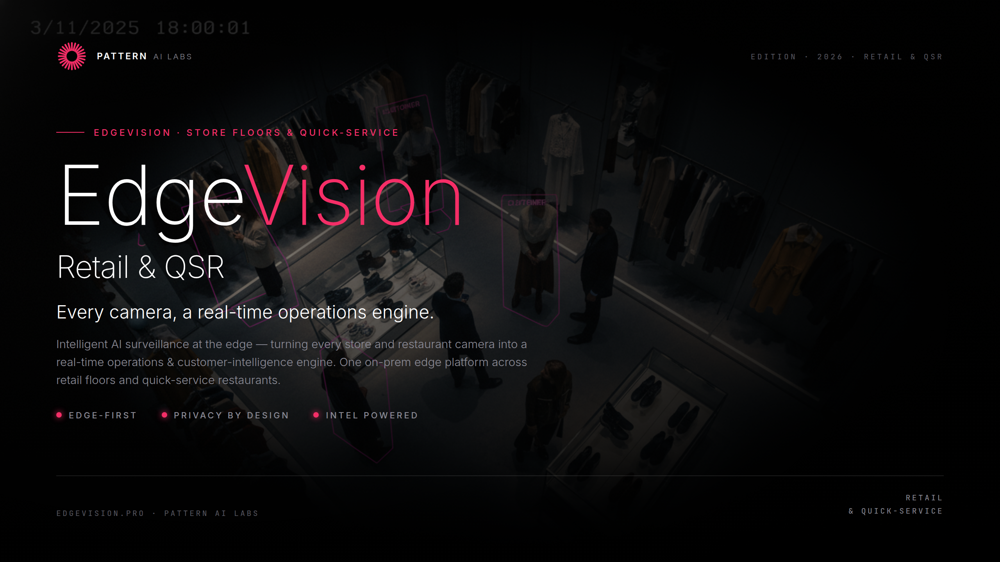 3/11/2025 18:00:01
PATTERN AI LABS
EDITION · 2026 · RETAIL & QSR
EDGEVISION · STORE FLOORS & QUICK-SERVICE
EdgeVision
Retail & QSR
Every camera, a real-time operations engine.
Intelligent AI surveillance at the edge — turning every store and restaurant camera into a
real-time operations & customer-intelligence engine. One on-prem edge platform across
retail floors and quick-service restaurants.
EDGE-FIRST
PRIVACY BY DESIGN
INTEL POWERED
EDGEVISION.PRO · PATTERN AI LABS
RETAIL
& QUICK-SERVICE